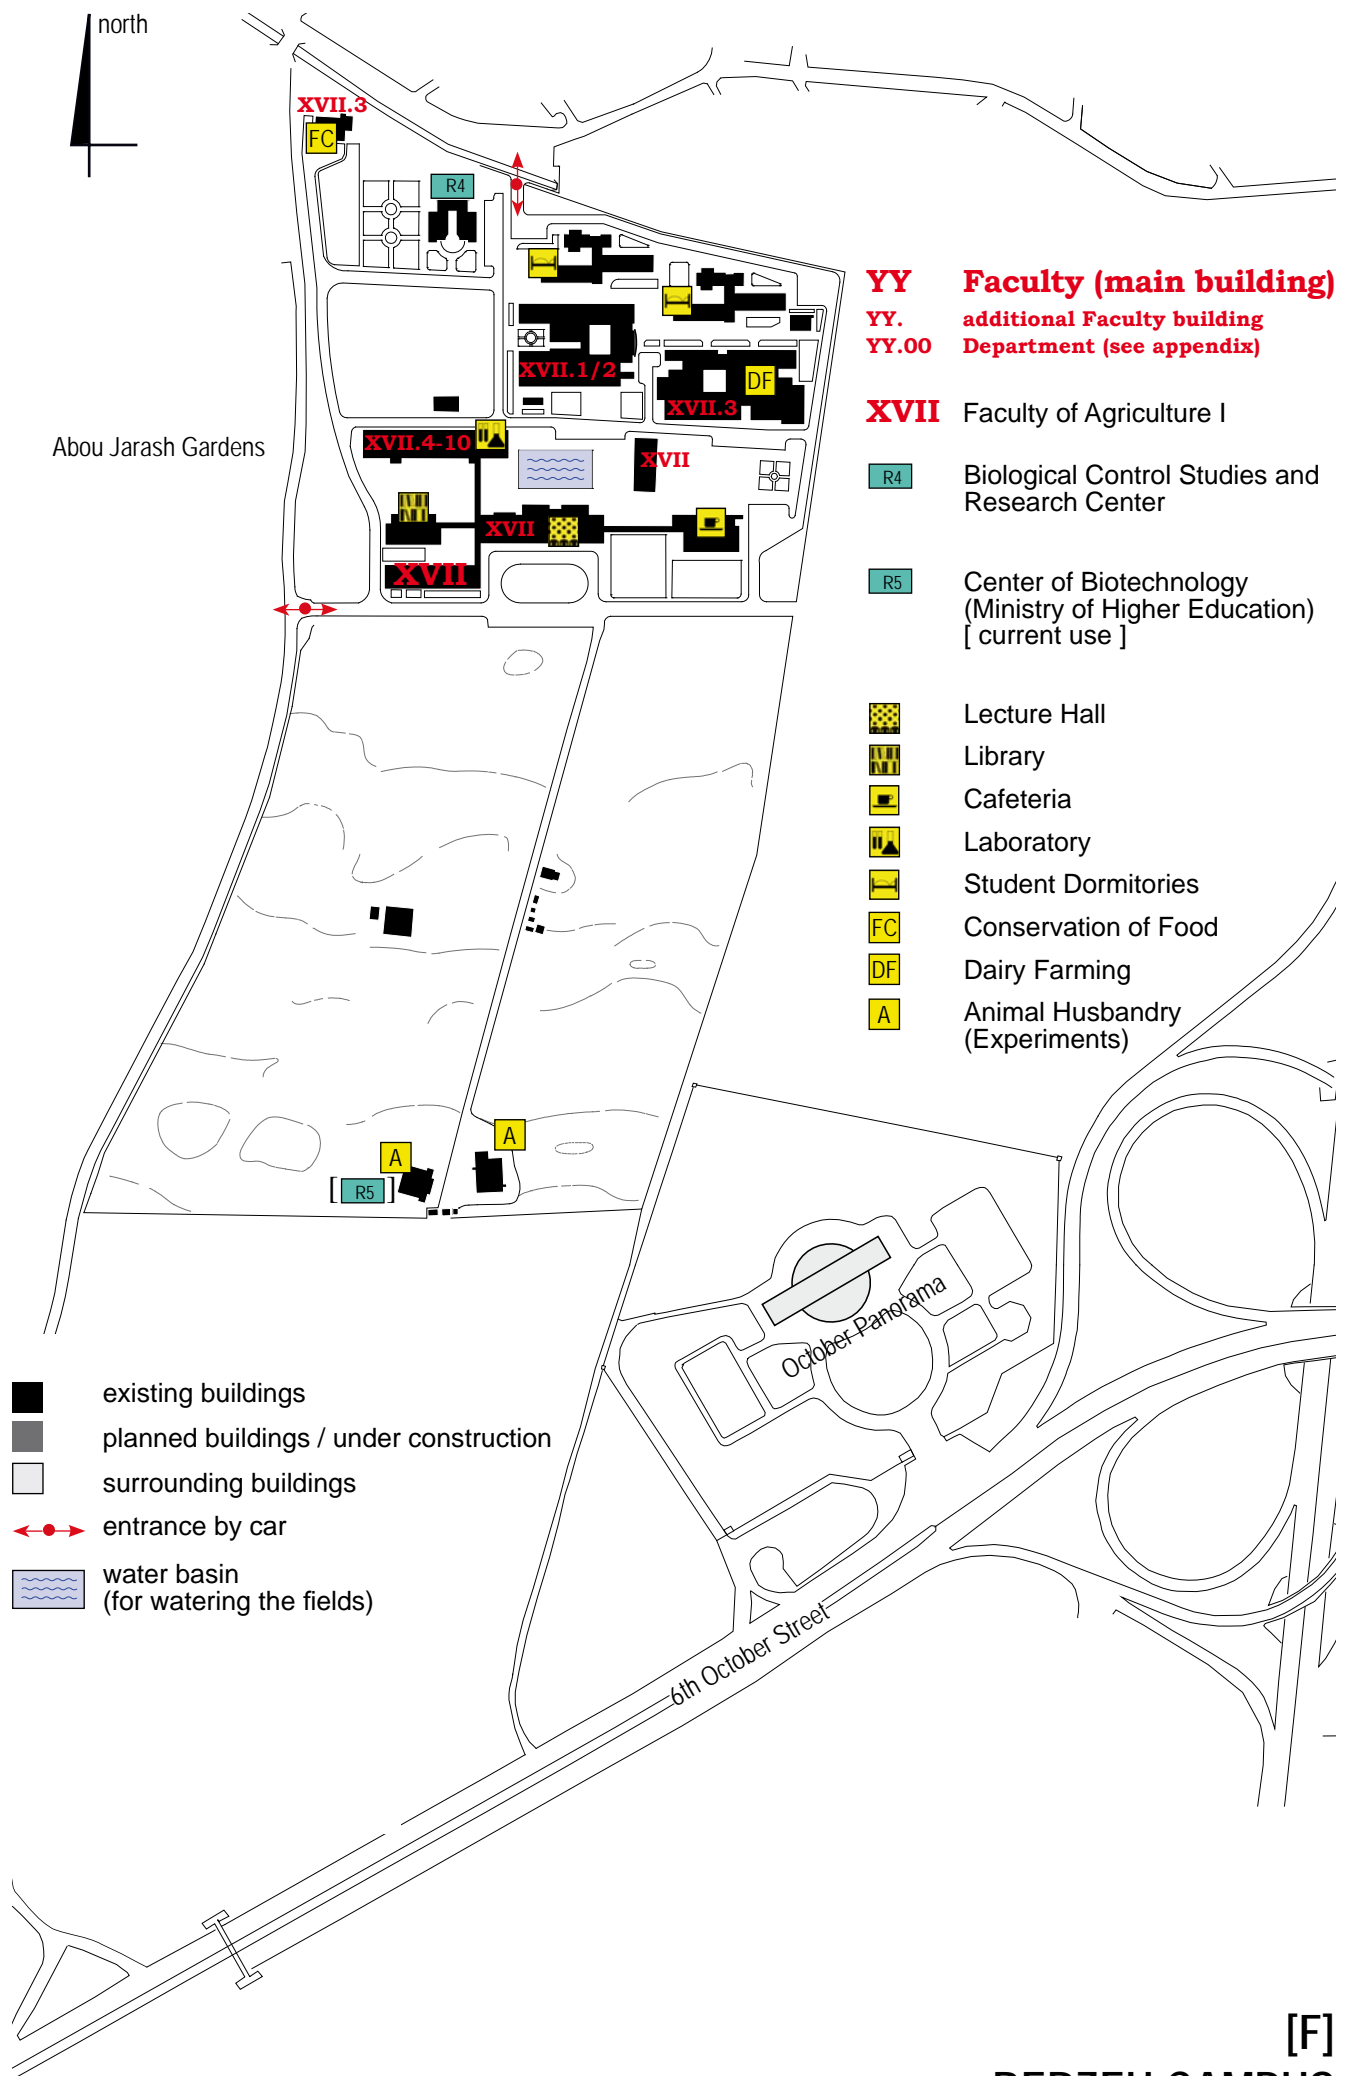 north
XVII.3
FC
R4
XVII.1/2
DF
XVII.3
Abou Jarash Gardens
XVII.4-10
XVII
XVII
XVII
YY Faculty (main building)
YY. additional Faculty building
YY.00 Department (see appendix)
XVII Faculty of Agriculture I
R4 Biological Control Studies and
Research Center
R5 Center of Biotechnology
(Ministry of Higher Education)
[ current use ]
Lecture Hall
Library
Cafeteria
Laboratory
Student Dormitories
FC Conservation of Food
DF Dairy Farming
A Animal Husbandry
(Experiments)
A
A
[ R5 ]
October Panorama
existing buildings
planned buildings / under construction
surrounding buildings
entrance by car
water basin
(for watering the fields)
6th October Street
[F]